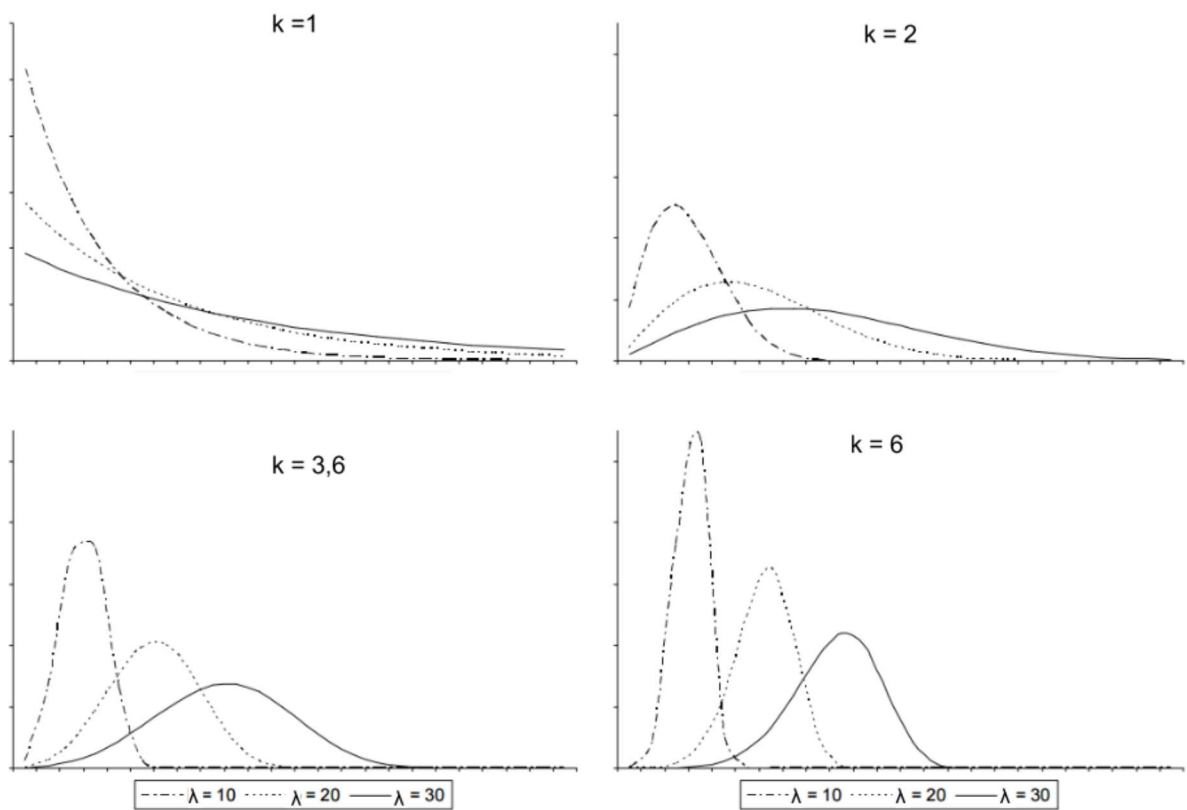 k =1
k = 2
k = 3,6
k = 6
λ = 10 λ = 20 λ = 30
λ = 10 λ = 20 λ = 30